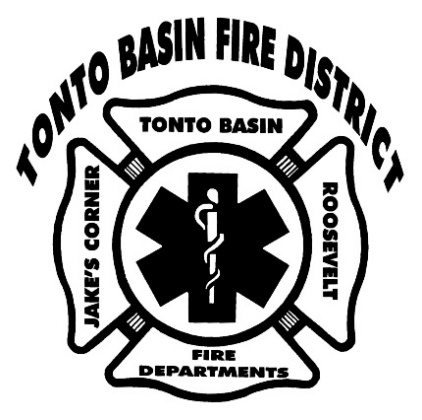 TONTO BASIN FIRE DISTRICT
TONTO BASIN
JAKE'S CORNER
ROOSEVELT
FIRE
DEPARTMENTS